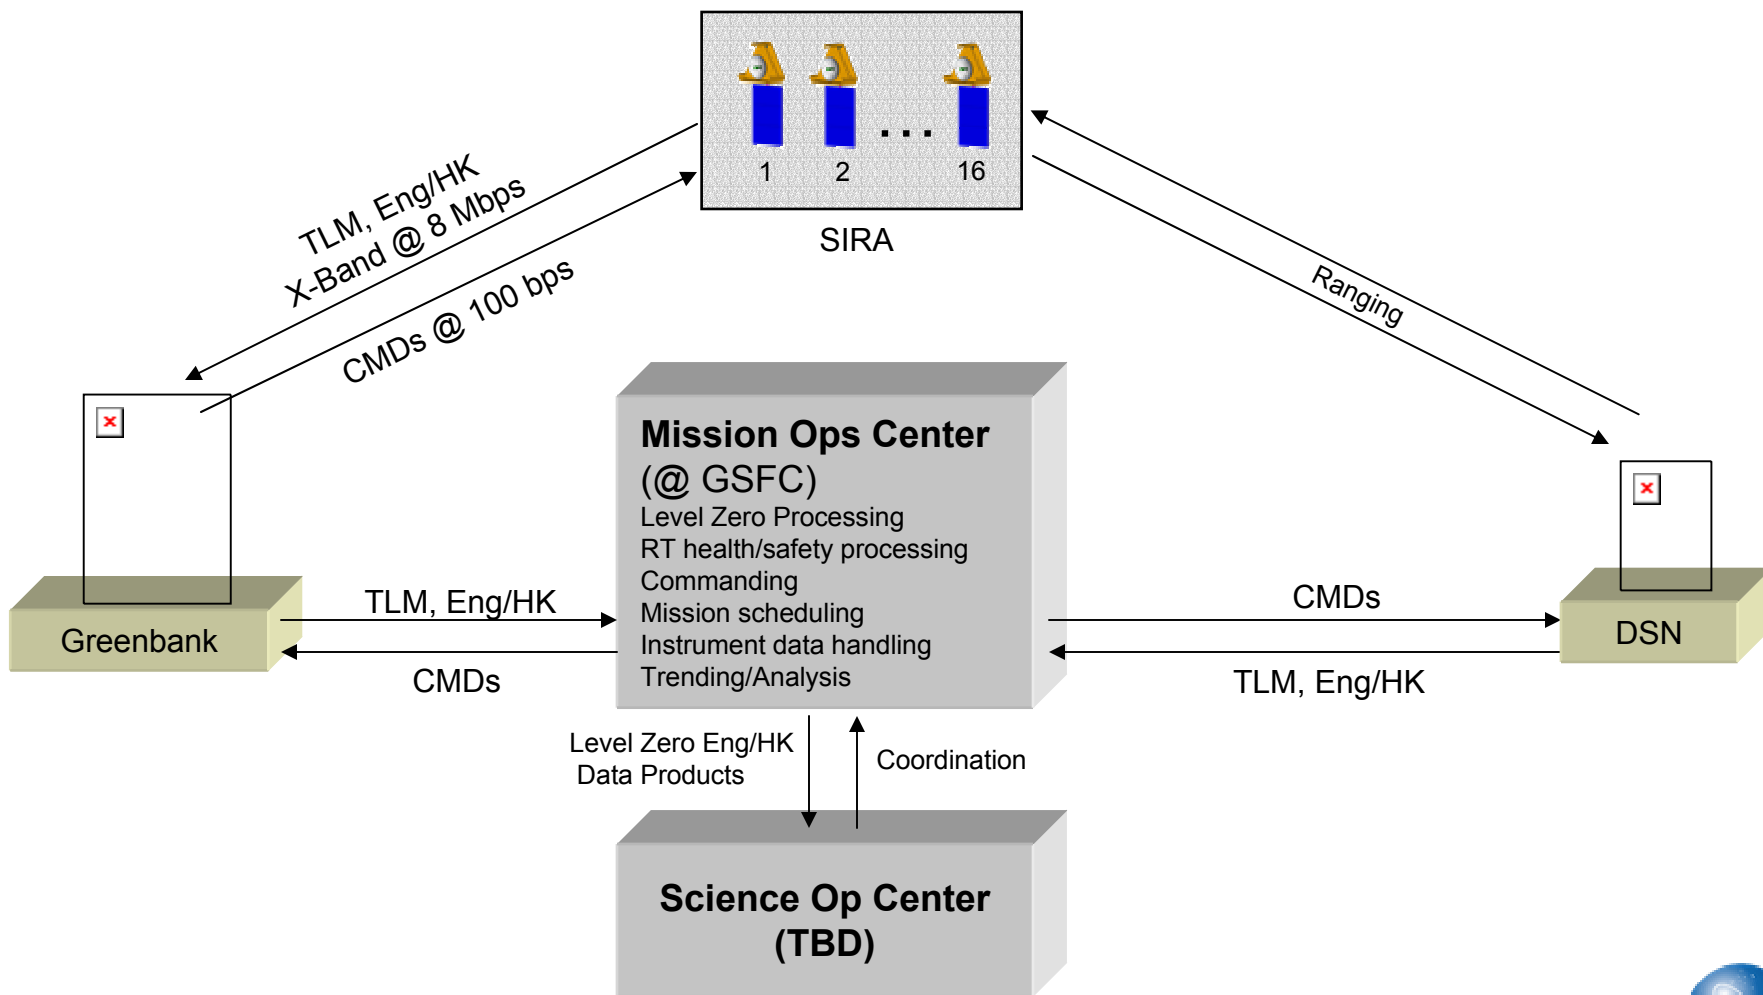 1
2
...
16
SIRA
TLM, Eng/HK
X-Band @ 8 Mbps
CMDs @ 100 bps
Ranging
Mission Ops Center
(@ GSFC)
Level Zero Processing
RT health/safety processing
Commanding
Mission scheduling
Instrument data handling
Trending/Analysis
Greenbank
TLM, Eng/HK
CMDs
CMDs
TLM, Eng/HK
DSN
Level Zero Eng/HK
Data Products
Coordination
Science Op Center
(TBD)